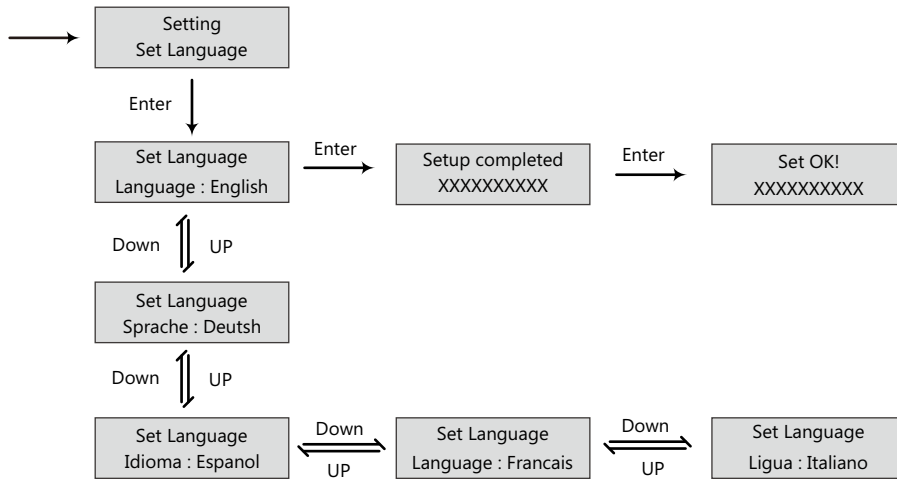 Setting
Set Language
Enter
Set Language
Language : English
Enter
Setup completed
XXXXXXXXXX
Enter
Set OK!
XXXXXXXXXX
Down
UP
Set Language
Sprache : Deutsh
Down
UP
Set Language
Idioma : Espanol
Down
UP
Set Language
Language : Francais
Down
UP
Set Language
Ligua : Italiano